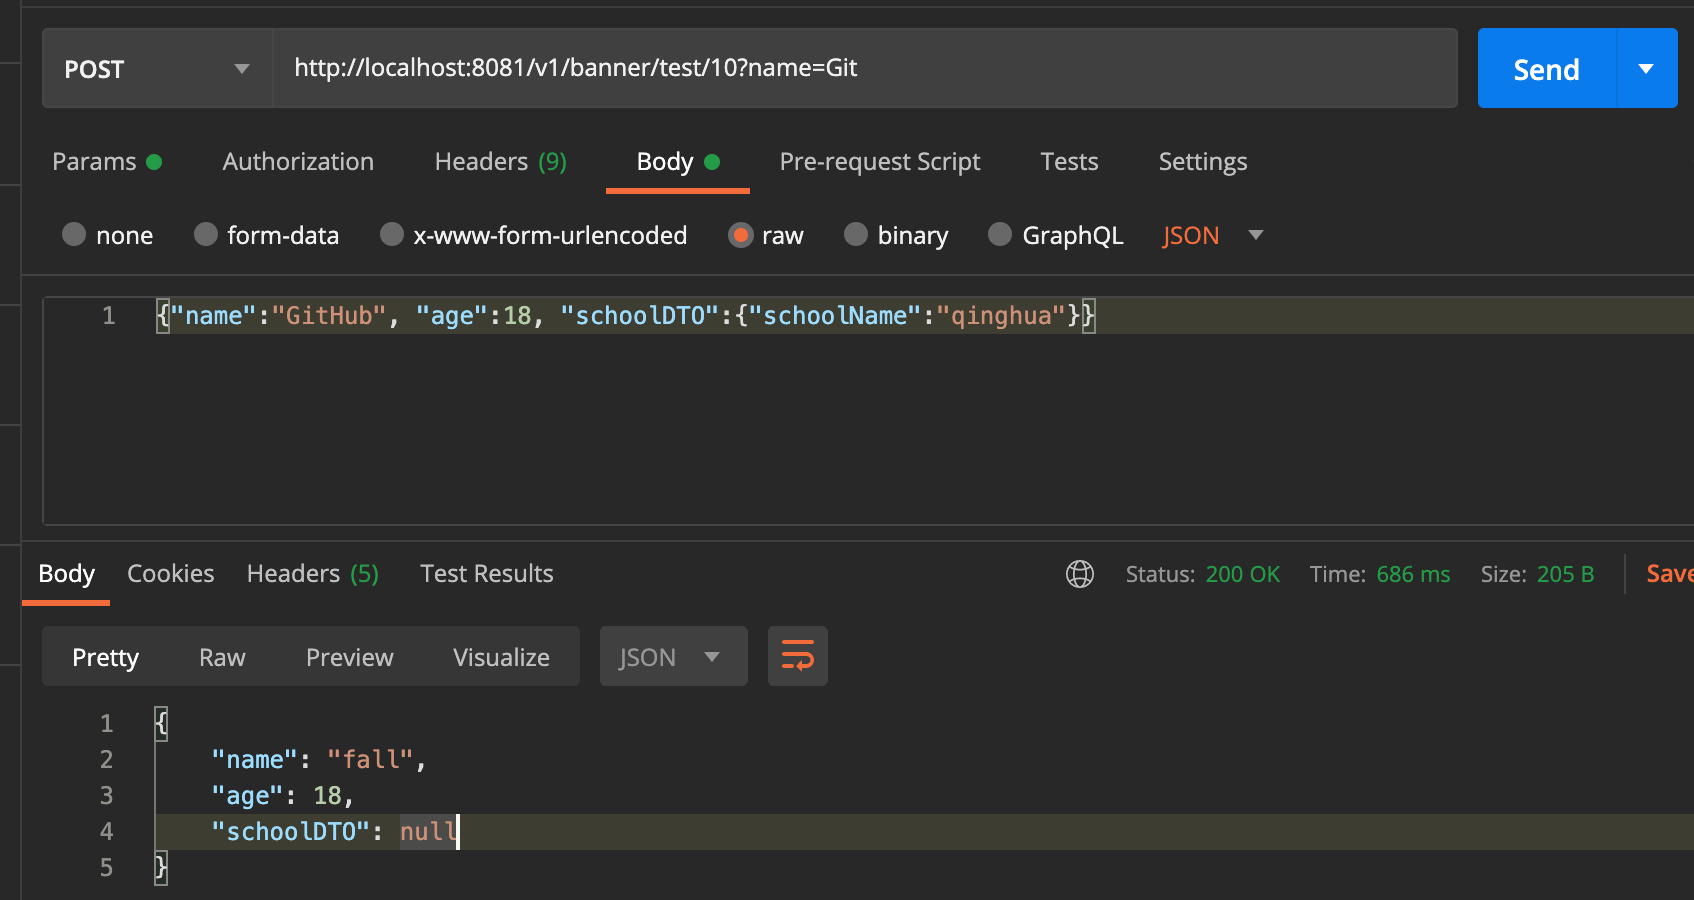 POST http://localhost:8081/v1/banner/test/10?name=Git Send
Params Authorization Headers (9) Body Pre-request Script Tests Settings
none form-data x-www-form-urlencoded raw binary GraphQL JSON
1 {"name":"GitHub", "age":18, "schoolDTO":{"schoolName":"qinghua"}}
Body Cookies Headers (5) Test Results Status: 200 OK Time: 686 ms Size: 205 B Save
Pretty Raw Preview Visualize JSON
1 {
2 "name": "fall",
3 "age": 18,
4 "schoolDTO": null
5 }